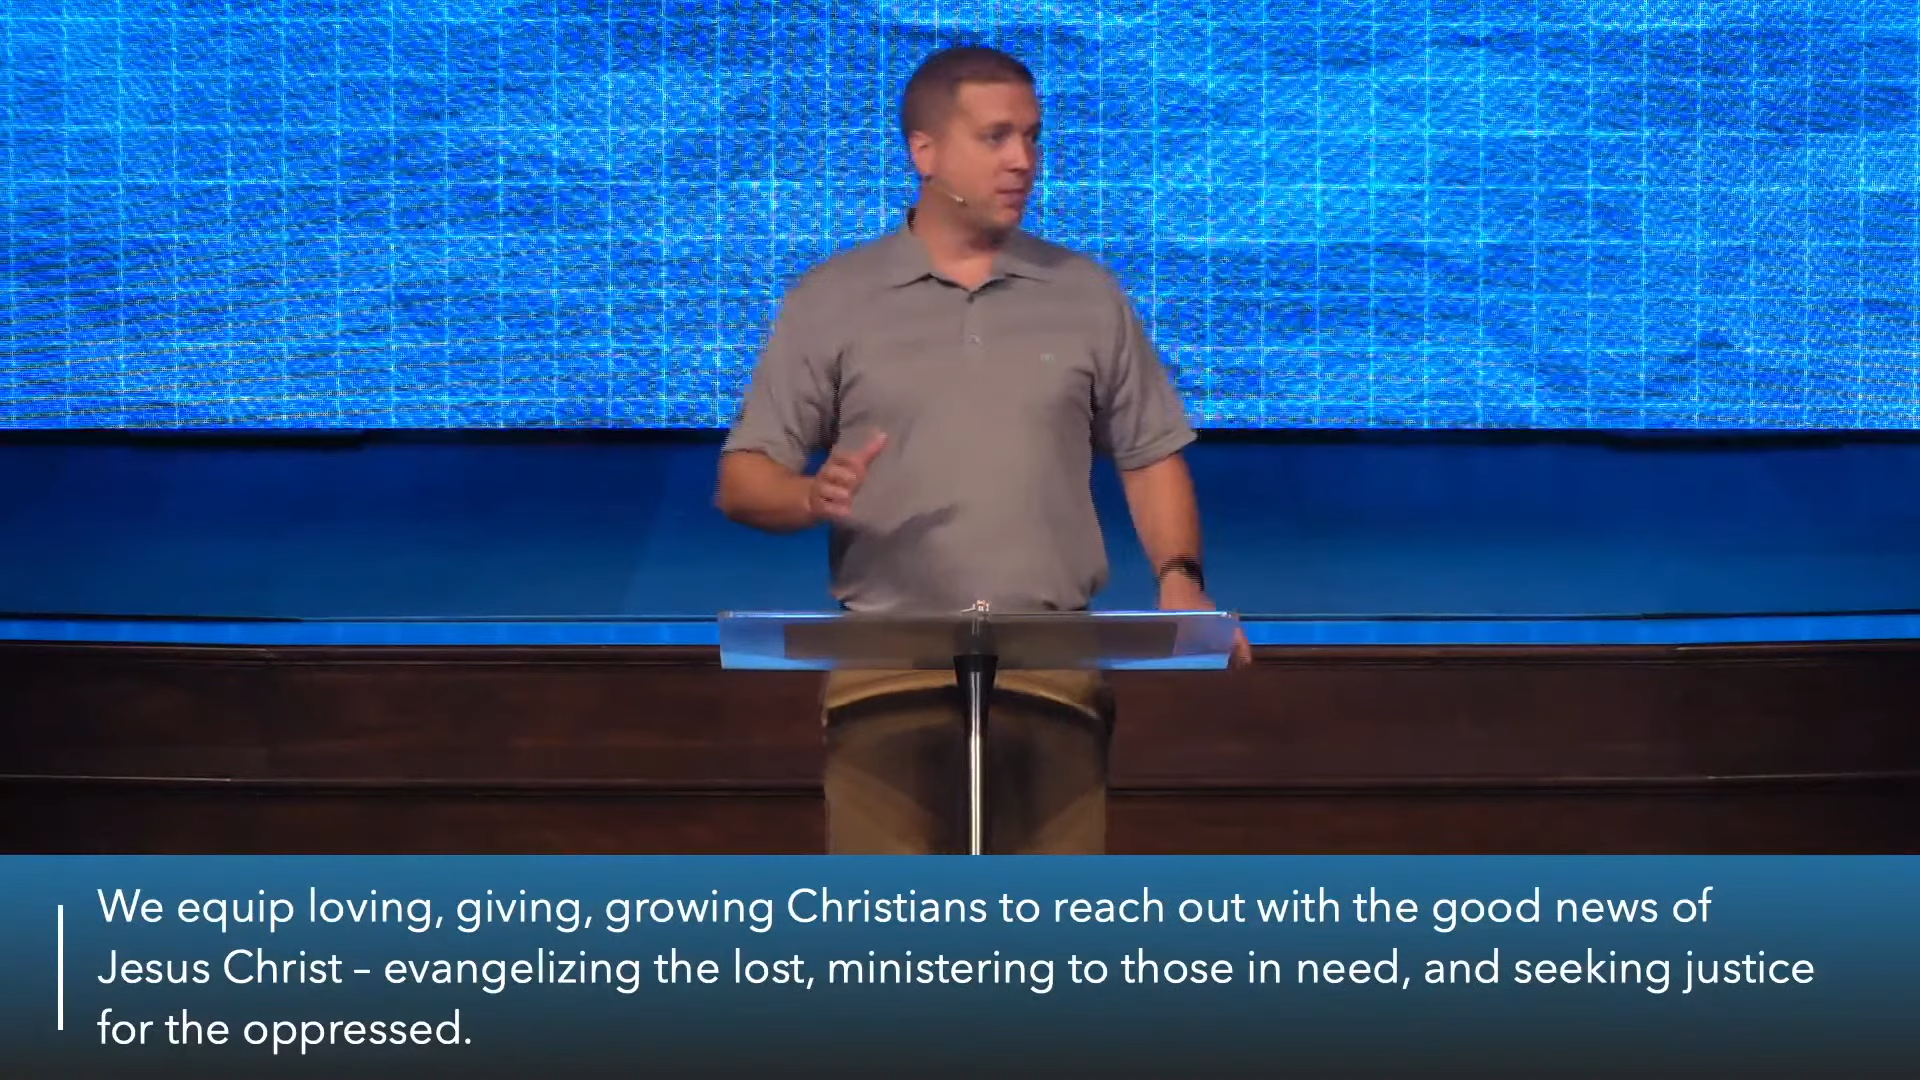 We equip loving, giving, growing Christians to reach out with the good news of
Jesus Christ – evangelizing the lost, ministering to those in need, and seeking justice
for the oppressed.